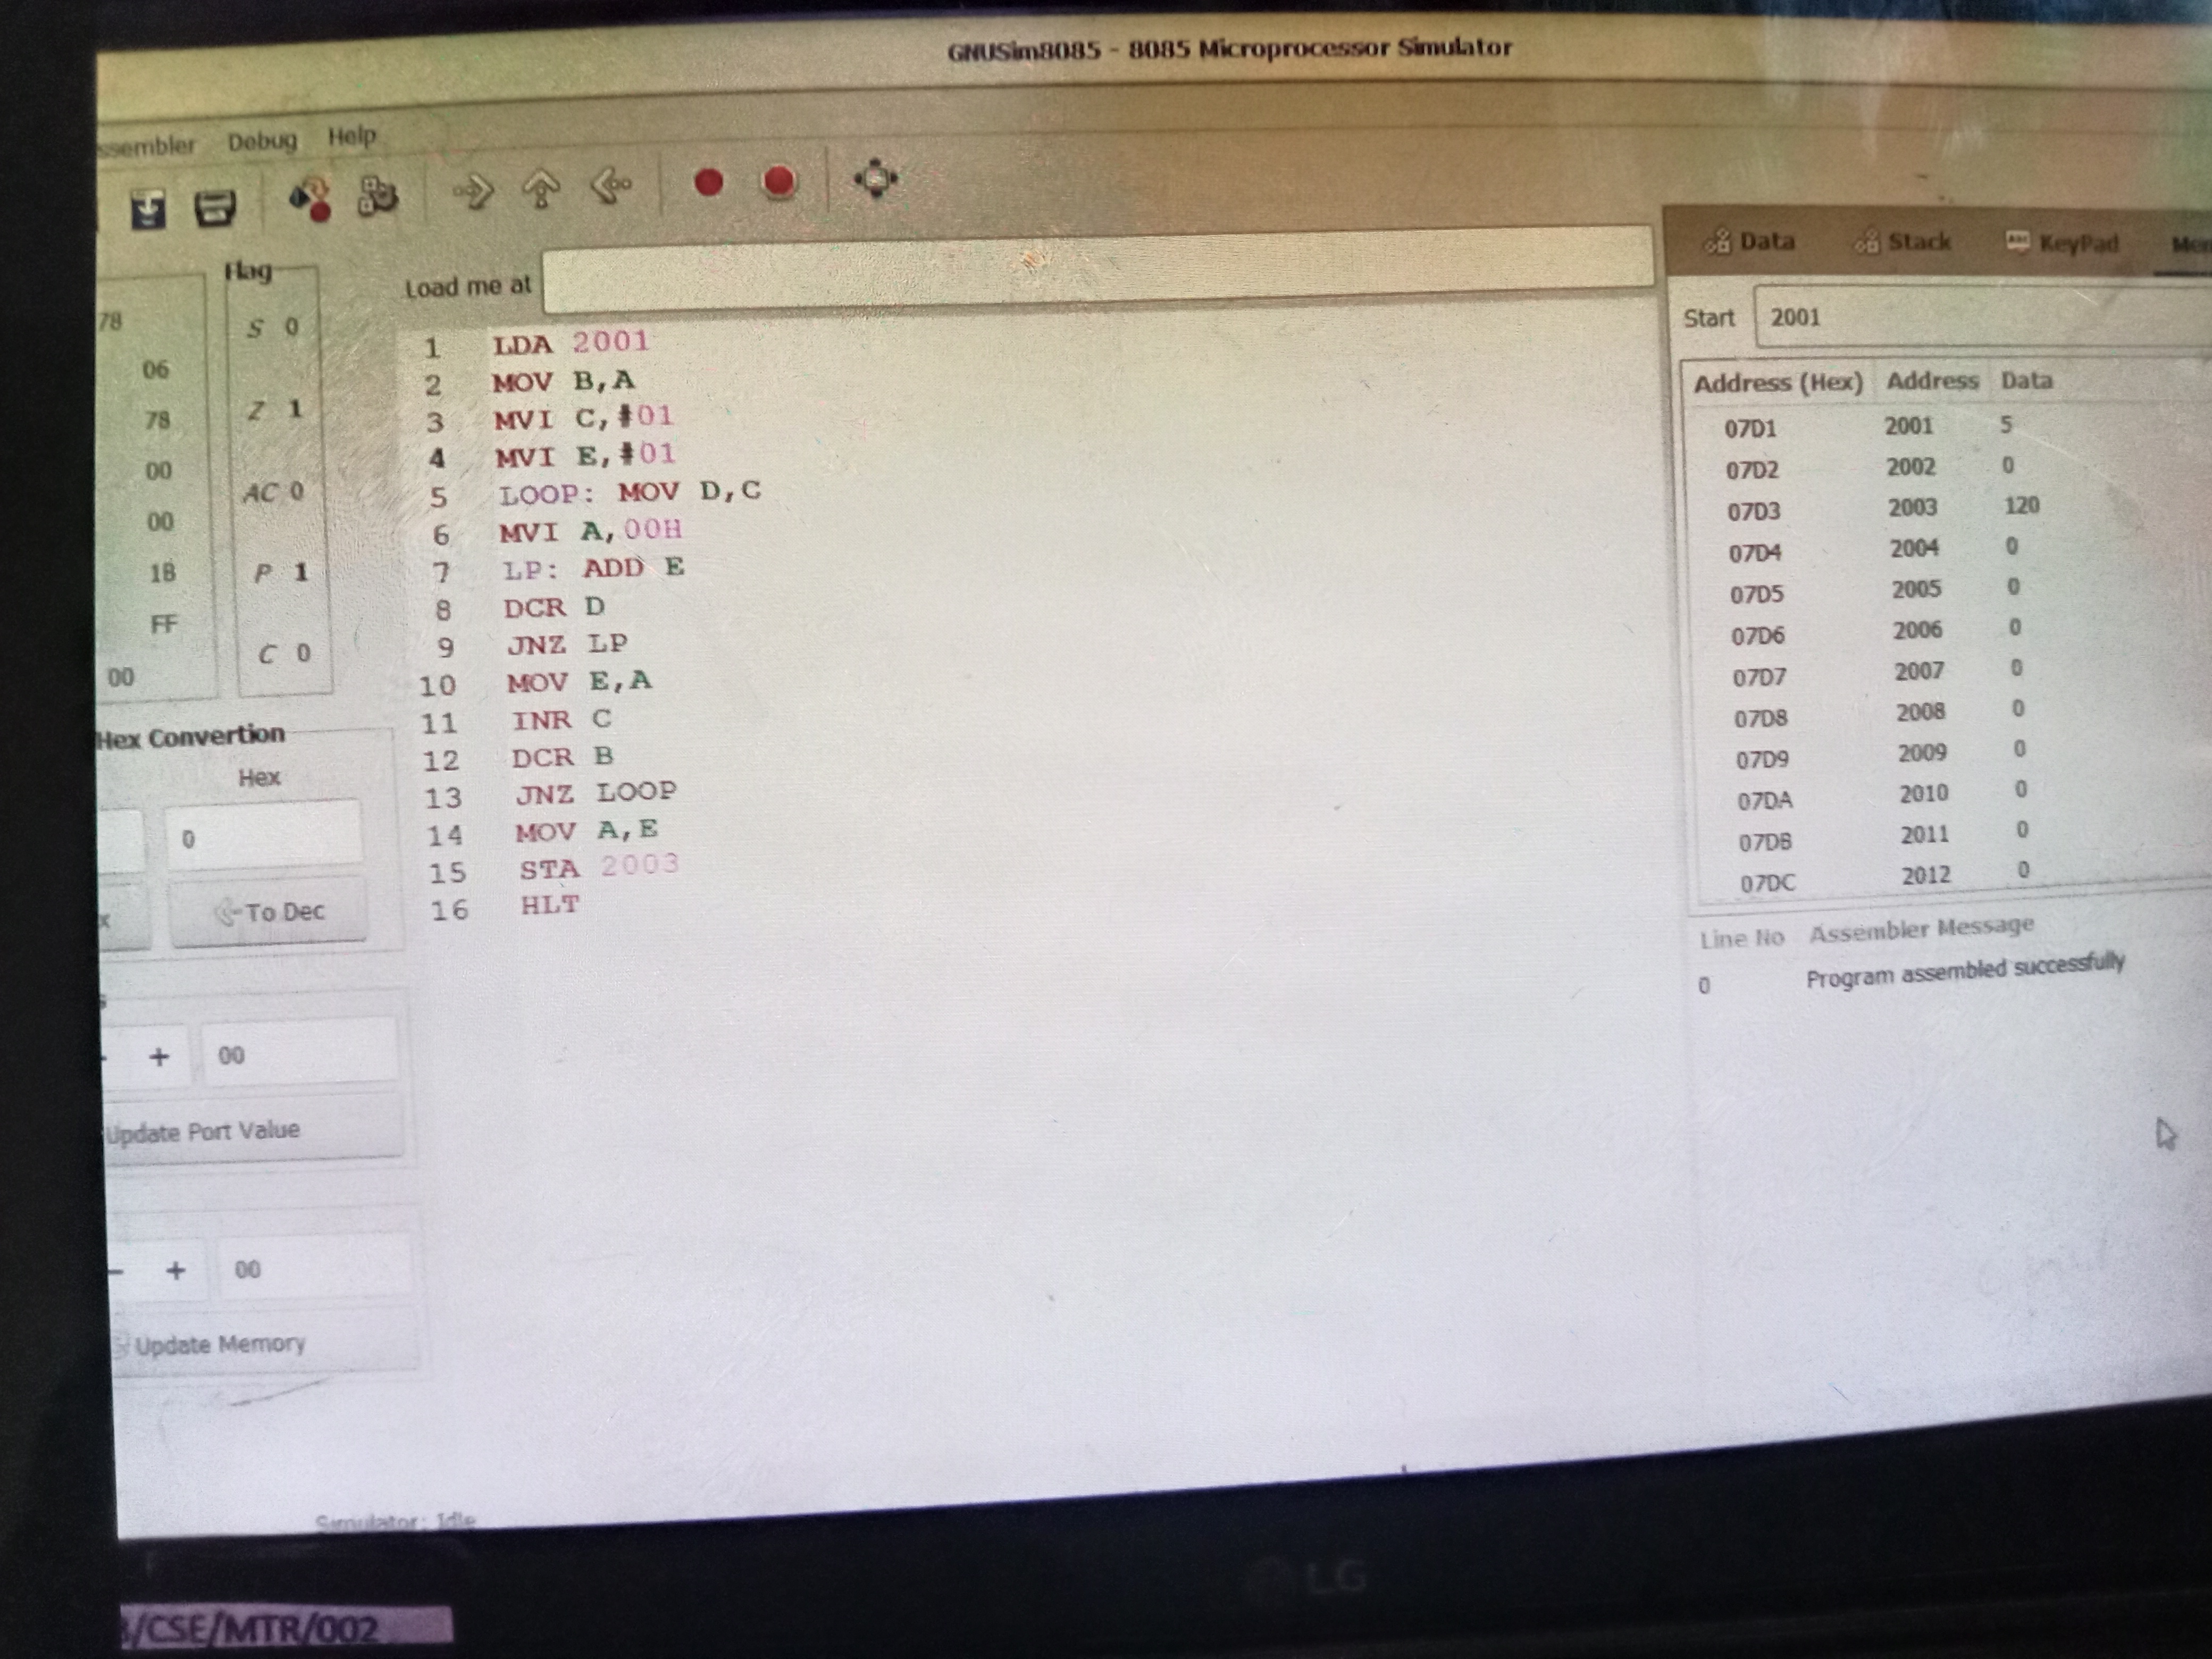 GNUSim8085 - 8085 Microprocessor Simulator
ssembler Debug Help
Load me at
Flag
S 0
Z 1
AC 0
P 1
C 0
78
06
78
00
00
1B
FF
00
Hex Convertion
Hex
0
To Dec
+ 00
Update Port Value
- + 00
Update Memory
1 LDA 2001
2 MOV B,A
3 MVI C,#01
4 MVI E,#01
5 LOOP: MOV D,C
6 MVI A,00H
7 LP: ADD E
8 DCR D
9 JNZ LP
10 MOV E,A
11 INR C
12 DCR B
13 JNZ LOOP
14 MOV A,E
15 STA 2003
16 HLT
Data Stack KeyPad
Start 2001
Address (Hex) Address Data
07D1 2001 5
07D2 2002 0
07D3 2003 120
07D4 2004 0
07D5 2005 0
07D6 2006 0
07D7 2007 0
07D8 2008 0
07D9 2009 0
07DA 2010 0
07DB 2011 0
07DC 2012 0
Line No Assembler Message
0 Program assembled successfully
Simulator: Idle
LG
/CSE/MTR/002